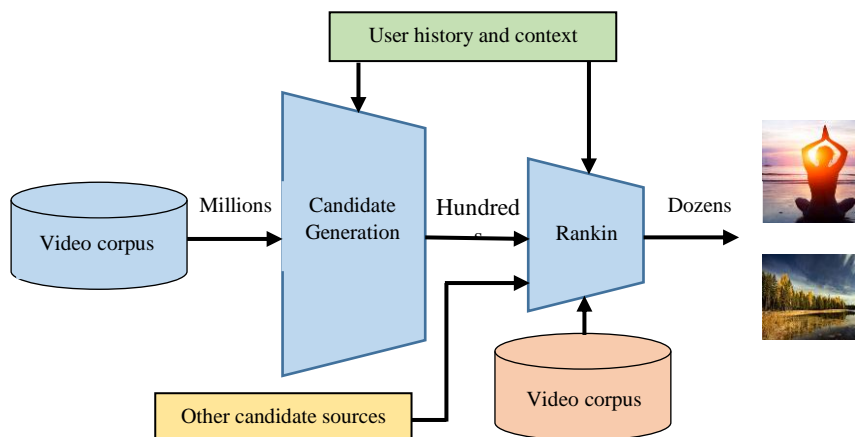 User history and context
Millions
Candidate
Generation
Hundred
s
Dozens
Video corpus
Rankin
Other candidate sources
Video corpus